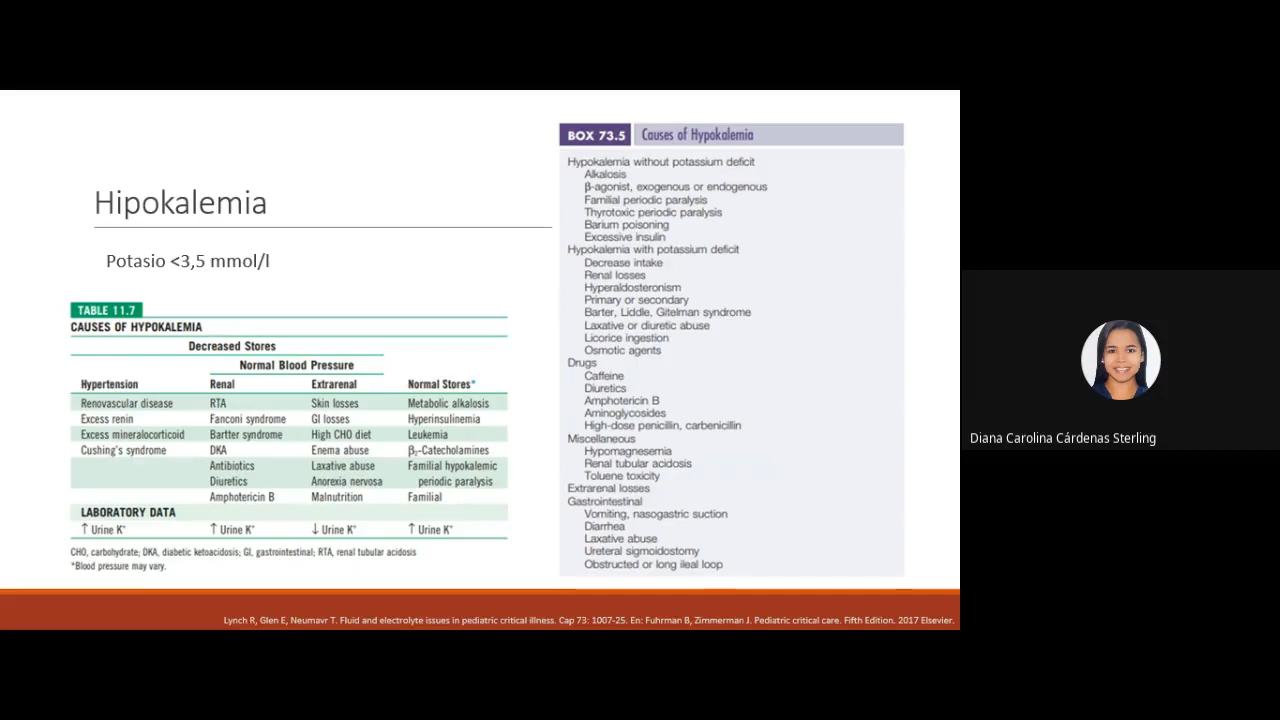 Hipokalemia
Potasio <3,5 mmol/l
TABLE 11.7
CAUSES OF HYPOKALEMIA
Decreased Stores
Normal Blood Pressure
Hypertension Renal Extrarenal Normal Stores*
Renovascular disease RTA Skin losses Metabolic alkalosis
Excess renin Fanconi syndrome GI losses Hyperinsulinemia
Excess mineralocorticoid Bartter syndrome High CHO diet Leukemia
Cushing's syndrome DKA Enema abuse β₂-Catecholamines
Antibiotics Laxative abuse Familial hypokalemic
Diuretics Anorexia nervosa periodic paralysis
Amphotericin B Malnutrition Familial
LABORATORY DATA
↑ Urine K⁺ ↑ Urine K⁺ ↓ Urine K⁺ ↑ Urine K⁺
CHO, carbohydrate; DKA, diabetic ketoacidosis; GI, gastrointestinal; RTA, renal tubular acidosis
*Blood pressure may vary.
BOX 73.5 Causes of Hypokalemia
Hypokalemia without potassium deficit
Alkalosis
β-agonist, exogenous or endogenous
Familial periodic paralysis
Thyrotoxic periodic paralysis
Barium poisoning
Excessive insulin
Hypokalemia with potassium deficit
Decrease intake
Renal losses
Hyperaldosteronism
Primary or secondary
Barter, Liddle, Gitelman syndrome
Laxative or diuretic abuse
Licorice ingestion
Osmotic agents
Drugs
Caffeine
Diuretics
Amphotericin B
Aminoglycosides
High-dose penicillin, carbenicillin
Miscellaneous
Hypomagnesemia
Renal tubular acidosis
Toluene toxicity
Extrarenal losses
Gastrointestinal
Vomiting, nasogastric suction
Diarrhea
Laxative abuse
Ureteral sigmoidostomy
Obstructed or long ileal loop
Lynch R, Glen E, Neumavr T. Fluid and electrolyte issues in pediatric critical illness. Cap 73: 1007-25. En: Fuhrman B, Zimmerman J. Pediatric critical care. Fifth Edition. 2017 Elsevier.
Diana Carolina Cárdenas Sterling